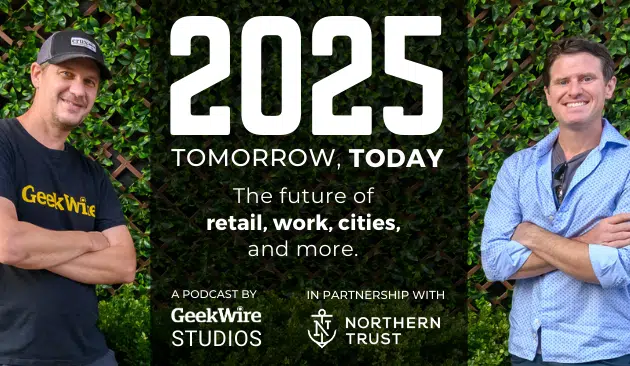 2025
TOMORROW, TODAY
The future of
retail, work, cities,
and more.
A PODCAST BY
GeekWire
STUDIOS
IN PARTNERSHIP WITH
NT
NORTHERN
TRUST
GeekWire